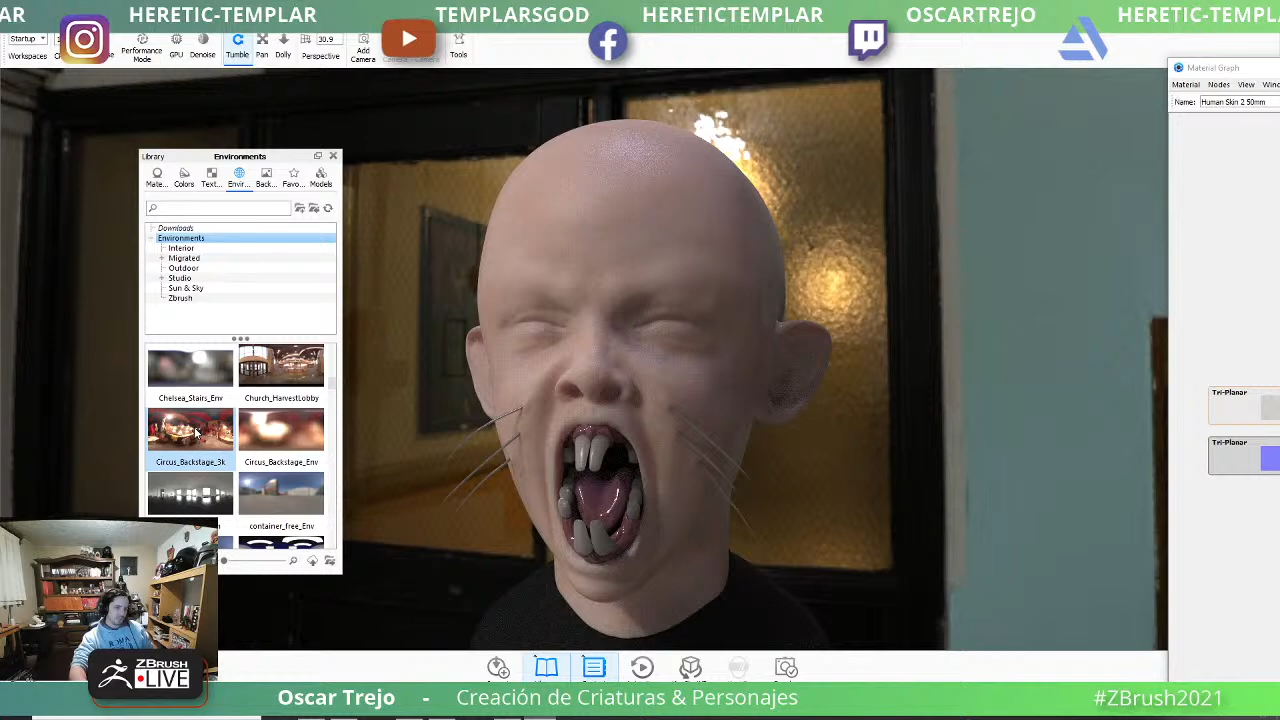 AR HERETIC-TEMPLAR TEMPLARSGOD HERETICTEMPLAR OSCARTREJO HERETIC-TEMPL
Startup
Workspaces
Performance
Mode
GPU
Denoise
Tumble
Pan
Dolly
30.9
Perspective
Add
Camera
Tools
Material Graph
Material Nodes View Wind
Name: Human Skin 2 50mm
Library Environments
Mate... Colors Text... Envir... Back... Favo... Models
Downloads
Environments
Interior
Migrated
Outdoor
Studio
Sun & Sky
Zbrush
Chelsea_Stairs_Env Church_HarvestLobby
Circus_Backstage_3k Circus_Backstage_Env
container_free_Env
Tri-Planar
Tri-Planar
ZBRUSH
LIVE
Oscar Trejo - Creación de Criaturas & Personajes #ZBrush2021